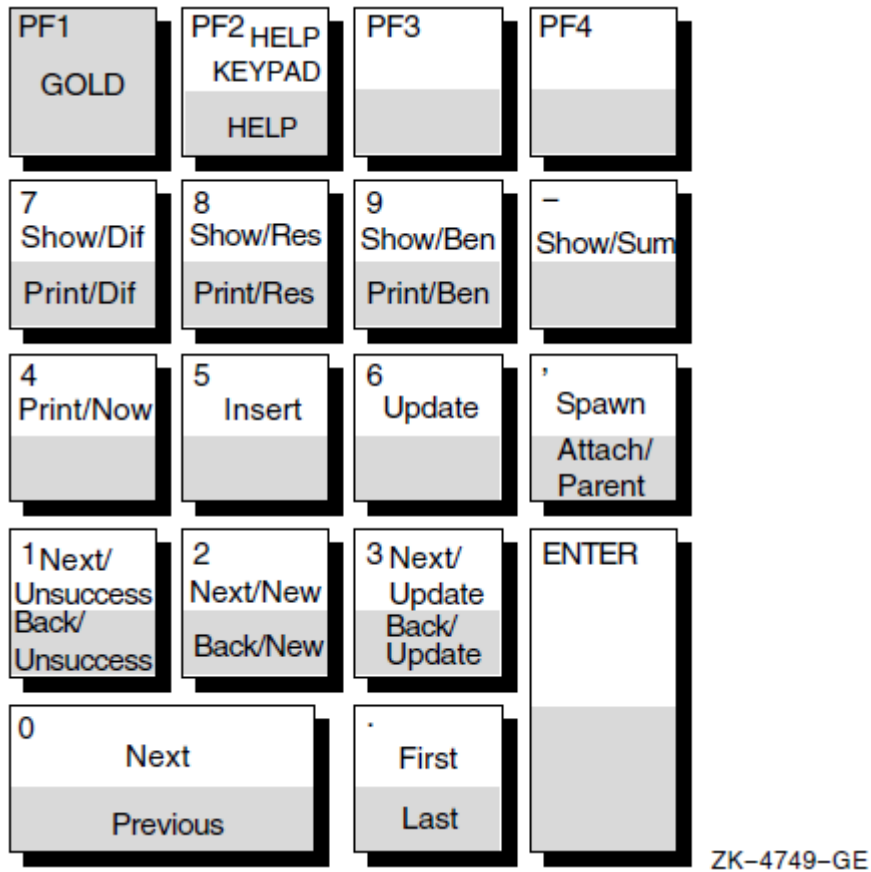 PF1
GOLD
PF2 HELP
KEYPAD
HELP
PF3
PF4
7
Show/Dif
Print/Dif
8
Show/Res
Print/Res
9
Show/Ben
Print/Ben
–
Show/Sum
4
Print/Now
5
Insert
6
Update
,
Spawn
Attach/
Parent
1 Next/
Unsuccess
Back/
Unsuccess
2
Next/New
Back/New
3 Next/
Update
Back/
Update
ENTER
0
Next
Previous
.
First
Last
ZK–4749–GE